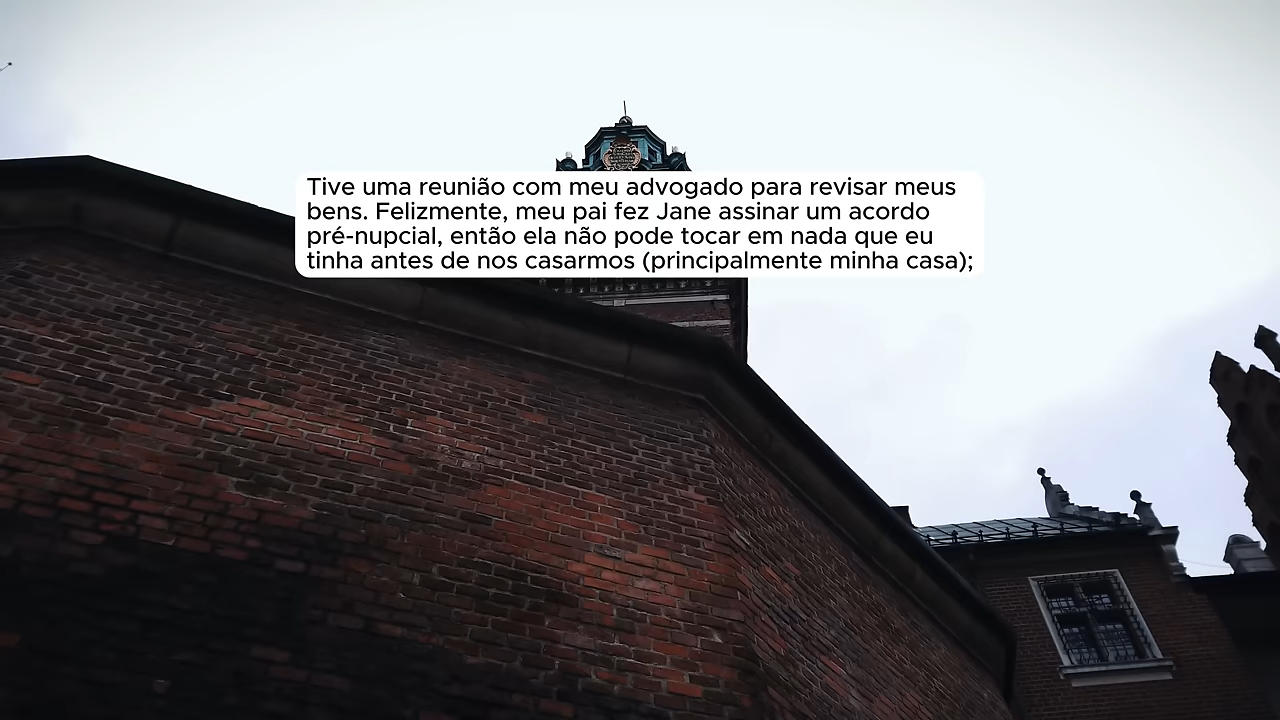 Tive uma reunião com meu advogado para revisar meus
bens. Felizmente, meu pai fez Jane assinar um acordo
pré-nupcial, então ela não pode tocar em nada que eu
tinha antes de nos casarmos (principalmente minha casa);